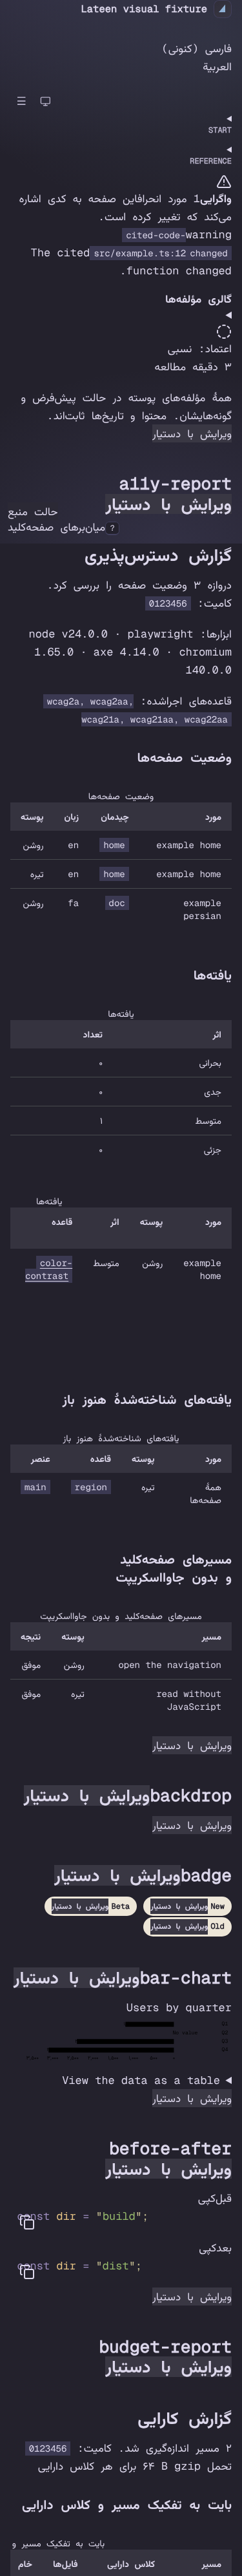 Lateen visual fixture
فارسی (کنونی)
العربية
START
REFERENCE
واگرایی1 مورد انحرافاین صفحه به کدی اشاره
می‌کند که تغییر کرده است.
cited-code-warning
The cited src/example.ts:12 changed
function changed.
گالری مؤلفه‌ها
اعتماد: نسبی
۳ دقیقه مطالعه
همهٔ مؤلفه‌های پوسته در حالت پیش‌فرض و
گونه‌هایشان. محتوا و تاریخ‌ها ثابت‌اند.
ویرایش با دستیار
a11y-report
ویرایش با دستیار
حالت منبع
? میان‌برهای صفحه‌کلید
گزارش دسترس‌پذیری
دروازه ۳ وضعیت صفحه را بررسی کرد.
کامیت: 0123456
ابزارها: node v24.0.0 · playwright
1.65.0 · axe 4.14.0 · chromium
140.0.0
قاعده‌های اجراشده: wcag2a, wcag2aa,
wcag21a, wcag21aa, wcag22aa
وضعیت صفحه‌ها
وضعیت صفحه‌ها
مورد چیدمان زبان پوسته
example home home en روشن
example home home en تیره
example persian doc fa روشن
یافته‌ها
یافته‌ها
اثر تعداد
بحرانی ۰
جدی ۰
متوسط ۱
جزئی ۰
یافته‌ها
مورد پوسته اثر قاعده
example home روشن متوسط color-contrast
یافته‌های شناخته‌شدهٔ هنوز باز
یافته‌های شناخته‌شدهٔ هنوز باز
مورد پوسته قاعده عنصر
همهٔ صفحه‌ها تیره region main
مسیرهای صفحه‌کلید
و بدون جاوااسکریپت
مسیرهای صفحه‌کلید و بدون جاوااسکریپت
مسیر پوسته نتیجه
open the navigation روشن موفق
read without JavaScript تیره موفق
ویرایش با دستیار
backdropویرایش با دستیار
ویرایش با دستیار
badgeویرایش با دستیار
New ویرایش با دستیار
Beta ویرایش با دستیار
Old ویرایش با دستیار
bar-chartویرایش با دستیار
Users by quarter
View the data as a table
ویرایش با دستیار
before-after
ویرایش با دستیار
قبل‌کپی
const dir = "build";
بعدکپی
const dir = "dist";
ویرایش با دستیار
budget-report
ویرایش با دستیار
گزارش کارایی
۲ مسیر اندازه‌گیری شد. کامیت: 0123456
تحمل ۶۴ B gzip برای هر کلاس دارایی
بایت به تفکیک مسیر و کلاس دارایی
بایت به تفکیک مسیر و
مسیر کلاس دارایی فایل‌ها خام